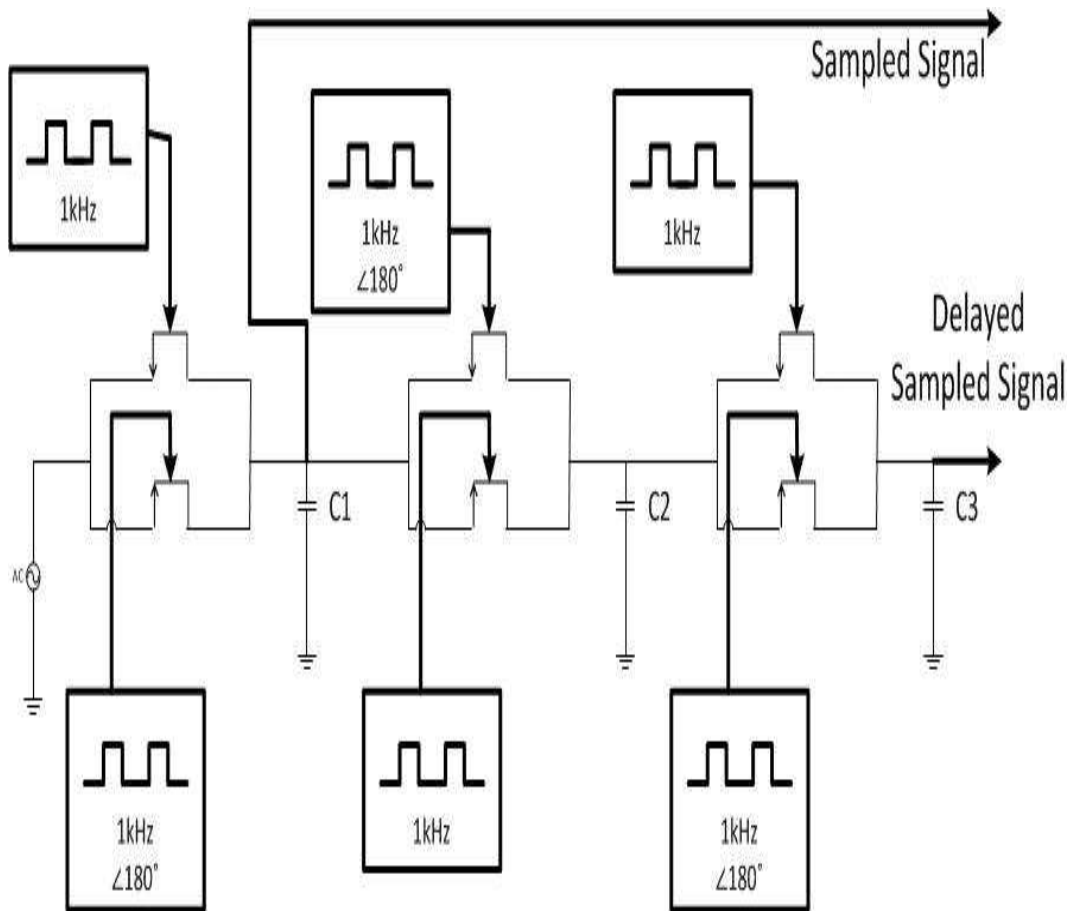 Sampled Signal
1kHz
1kHz
∠180°
1kHz
Delayed
Sampled Signal
C1
C2
C3
AC
1kHz
∠180°
1kHz
1kHz
∠180°